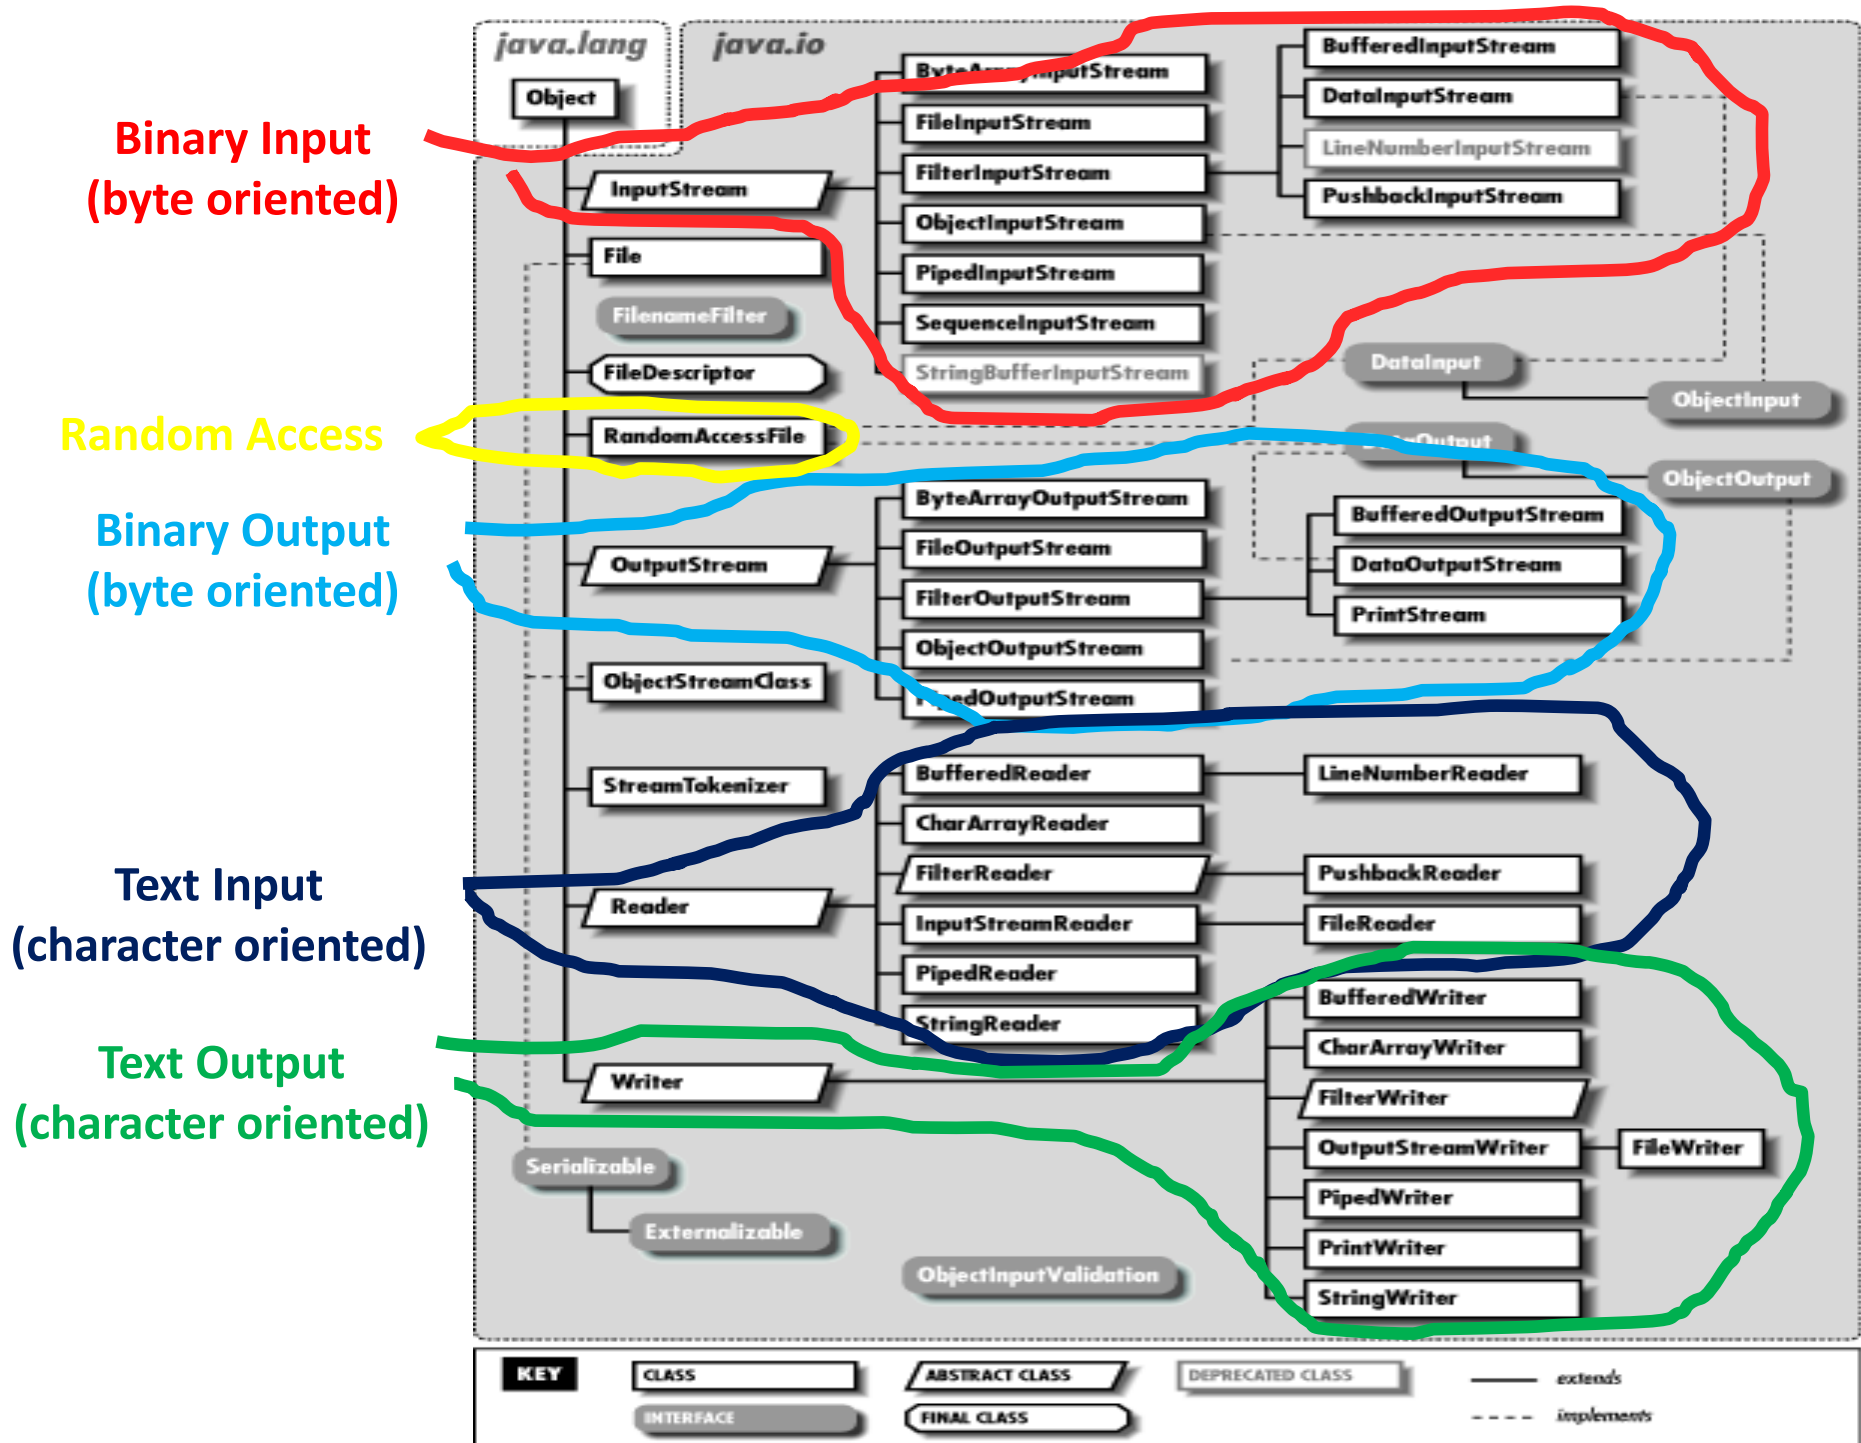 java.lang
java.io
Object
Binary Input
(byte oriented)
InputStream
ByteArrayInputStream
FileInputStream
FilterInputStream
ObjectInputStream
PipedInputStream
SequenceInputStream
StringBufferInputStream
BufferedInputStream
DataInputStream
LineNumberInputStream
PushbackInputStream
File
FilenameFilter
FileDescriptor
DataInput
ObjectInput
Random Access
RandomAccessFile
DataOutput
ObjectOutput
Binary Output
(byte oriented)
OutputStream
ByteArrayOutputStream
FileOutputStream
FilterOutputStream
ObjectOutputStream
PipedOutputStream
BufferedOutputStream
DataOutputStream
PrintStream
ObjectStreamClass
StreamTokenizer
Text Input
(character oriented)
Reader
BufferedReader
CharArrayReader
FilterReader
InputStreamReader
PipedReader
StringReader
LineNumberReader
PushbackReader
FileReader
Text Output
(character oriented)
Writer
BufferedWriter
CharArrayWriter
FilterWriter
OutputStreamWriter
FileWriter
PipedWriter
PrintWriter
StringWriter
Serializable
Externalizable
ObjectInputValidation
KEY
CLASS
ABSTRACT CLASS
DEPRECATED CLASS
extends
INTERFACE
FINAL CLASS
implements